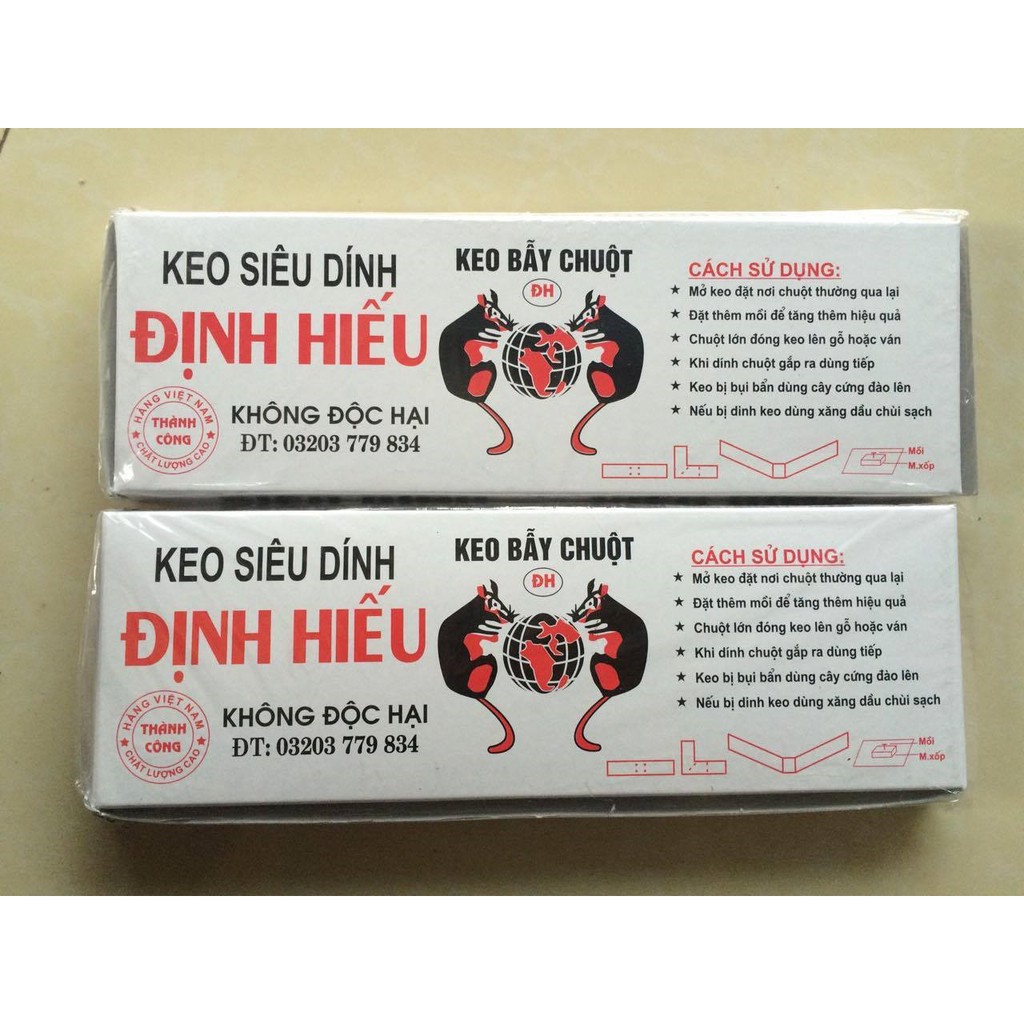 KEO SIÊU DÍNH
ĐỊNH HIẾU
HÀNG VIỆT NAM
THÀNH
CÔNG
CHẤT LƯỢNG CAO
KHÔNG ĐỘC HẠI
ĐT: 03203 779 834
KEO BẪY CHUỘT
ĐH
CÁCH SỬ DỤNG:
★ Mở keo đặt nơi chuột thường qua lại
★ Đặt thêm mồi để tăng thêm hiệu quả
★ Chuột lớn đóng keo lên gỗ hoặc ván
★ Khi dính chuột gắp ra dùng tiếp
★ Keo bị bụi bẩn dùng cây cứng đào lên
★ Nếu bị dinh keo dùng xăng dầu chùi sạch
Mồi
M.xốp
KEO SIÊU DÍNH
ĐỊNH HIẾU
HÀNG VIỆT NAM
THÀNH
CÔNG
CHẤT LƯỢNG CAO
KHÔNG ĐỘC HẠI
ĐT: 03203 779 834
KEO BẪY CHUỘT
ĐH
CÁCH SỬ DỤNG:
★ Mở keo đặt nơi chuột thường qua lại
★ Đặt thêm mồi để tăng thêm hiệu quả
★ Chuột lớn đóng keo lên gỗ hoặc ván
★ Khi dính chuột gắp ra dùng tiếp
★ Keo bị bụi bẩn dùng cây cứng đào lên
★ Nếu bị dinh keo dùng xăng dầu chùi sạch
Mồi
M.xốp